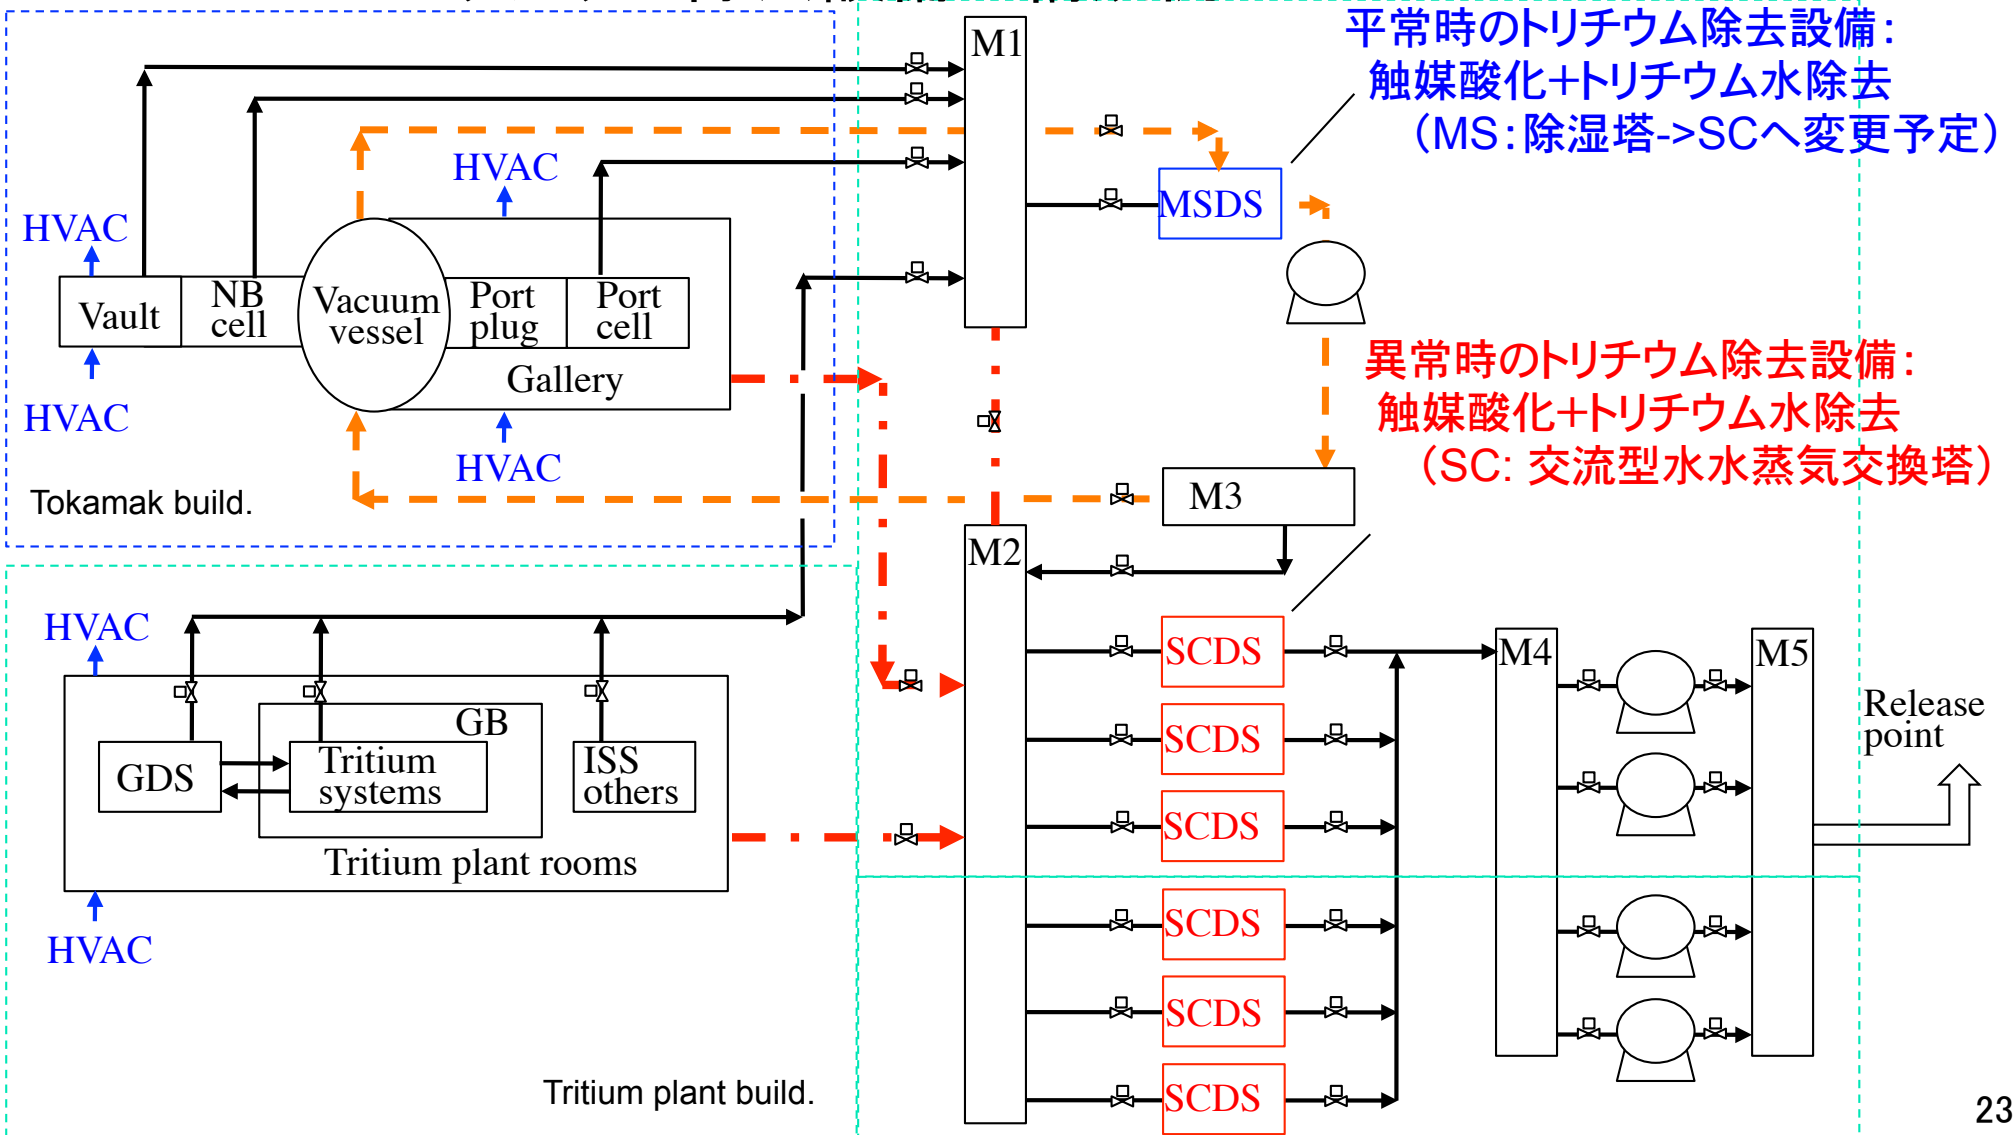 M1
平常時のトリチウム除去設備：
触媒酸化+トリチウム水除去
（MS：除湿塔->SCへ変更予定）
HVAC
MSDS
HVAC
Vault
NB
cell
Vacuum
vessel
Port
plug
Port
cell
Gallery
HVAC
HVAC
Tokamak build.
異常時のトリチウム除去設備：
触媒酸化+トリチウム水除去
（SC: 交流型水水蒸気交換塔）
M3
M2
HVAC
SCDS
M4
M5
GB
SCDS
Release
point
GDS
Tritium
systems
ISS
others
SCDS
Tritium plant rooms
HVAC
SCDS
SCDS
SCDS
Tritium plant build.
23